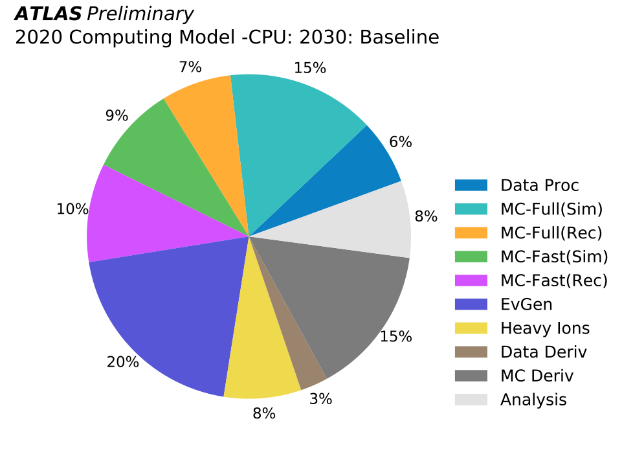 ATLAS Preliminary
2020 Computing Model -CPU: 2030: Baseline
15%
7%
6%
9%
10%
8%
20%
15%
3%
8%
Data Proc
MC-Full(Sim)
MC-Full(Rec)
MC-Fast(Sim)
MC-Fast(Rec)
EvGen
Heavy Ions
Data Deriv
MC Deriv
Analysis